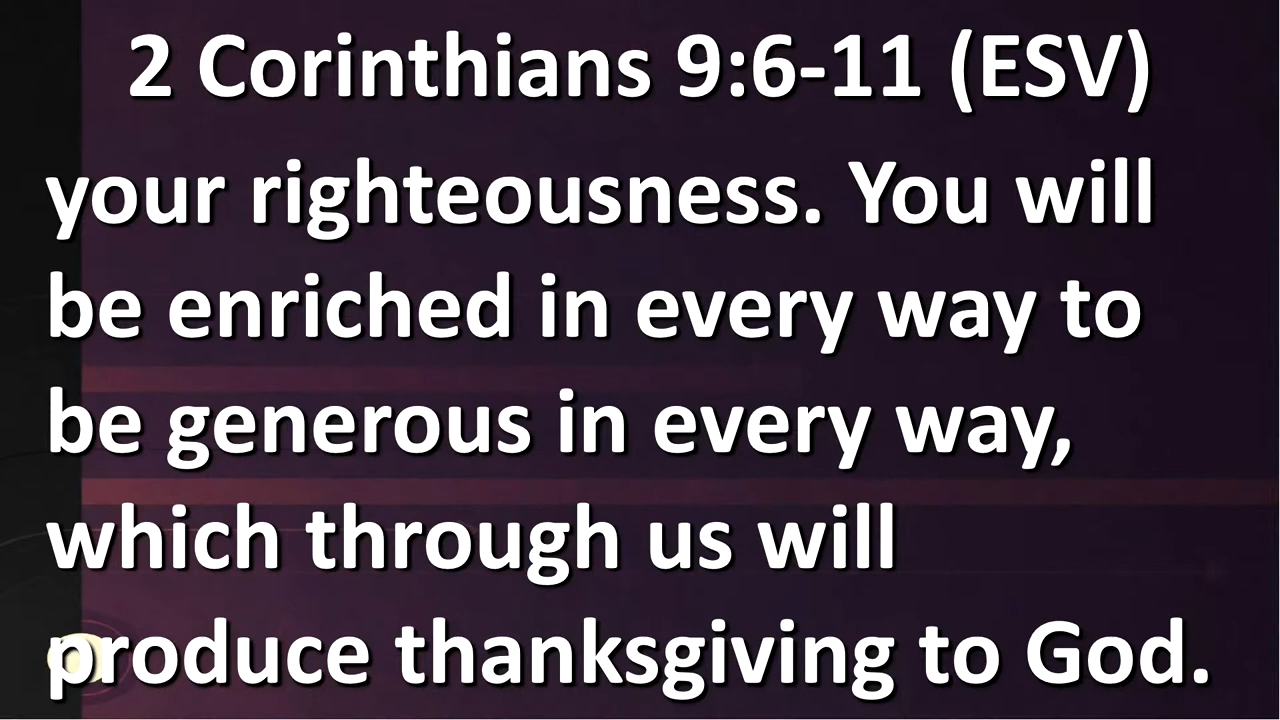 2 Corinthians 9:6-11 (ESV)
your righteousness. You will
be enriched in every way to
be generous in every way,
which through us will
produce thanksgiving to God.